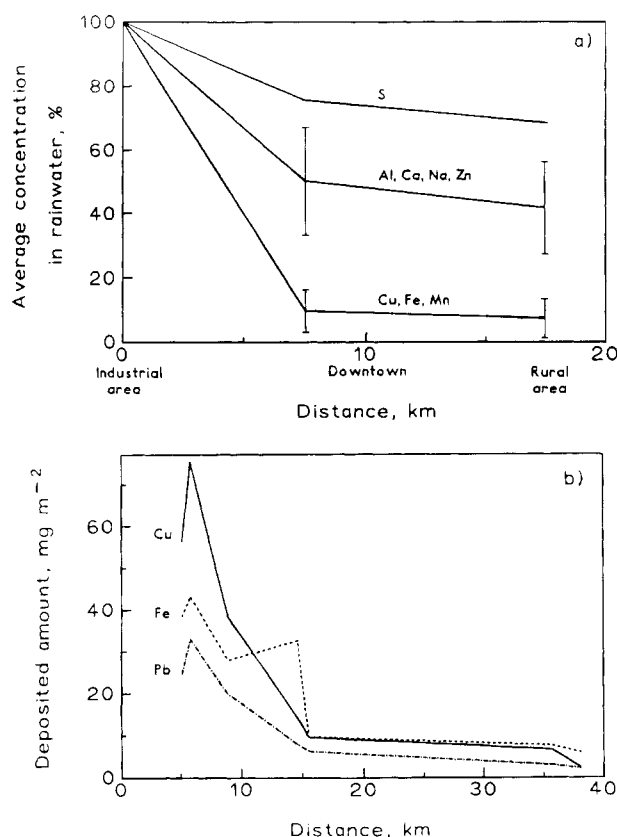 a)
Average concentration
in rainwater, %
100
80
60
40
20
0
S
Al, Ca, Na, Zn
Cu, Fe, Mn
0 10 20
Industrial
area
Downtown
Rural
area
Distance, km
b)
Deposited amount, mg m⁻²
60
40
20
0
Cu
Fe
Pb
0 10 20 30 40
Distance, km